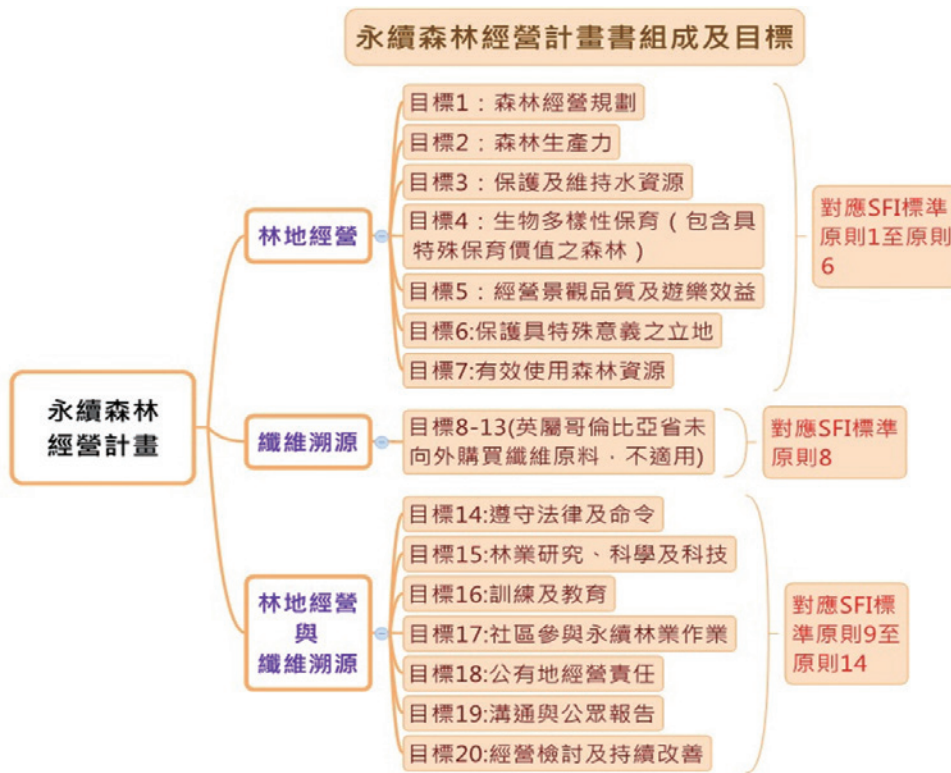 永續森林經營計畫書組成及目標
目標1：森林經營規劃
目標2：森林生產力
目標3：保護及維持水資源
林地經營
目標4：生物多樣性保育（包含具
特殊保育價值之森林）
目標5：經營景觀品質及遊樂效益
目標6:保護具特殊意義之立地
目標7:有效使用森林資源
對應SFI標準
原則1至原則
6
永續森林
經營計畫
纖維溯源
目標8-13(英屬哥倫比亞省未
向外購買纖維原料，不適用)
對應SFI標準
原則8
林地經營
與
纖維溯源
目標14:遵守法律及命令
目標15:林業研究、科學及科技
目標16:訓練及教育
目標17:社區參與永續林業作業
目標18:公有地經營責任
目標19:溝通與公眾報告
目標20:經營檢討及持續改善
對應SFI標
準原則9至
原則14